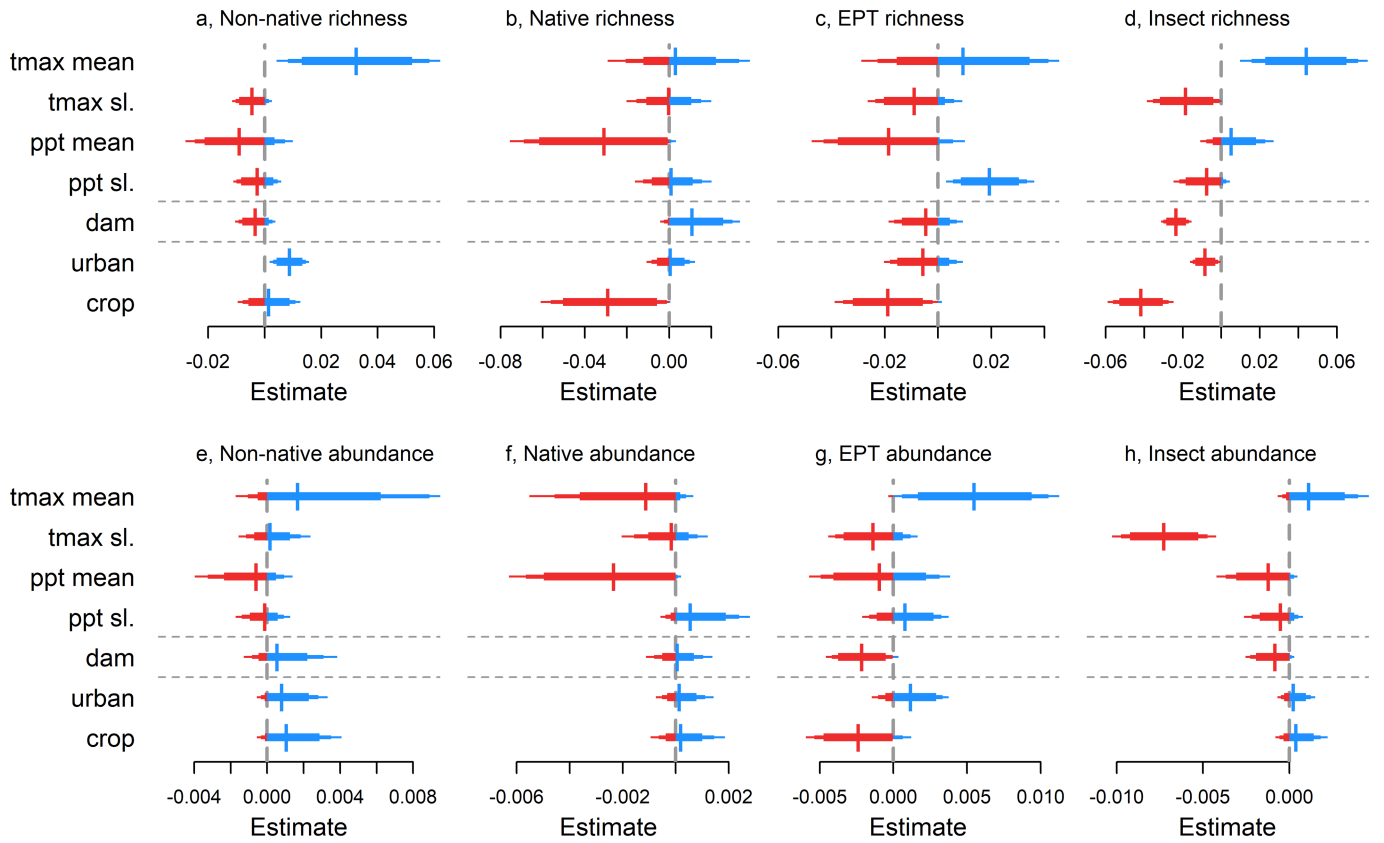 a, Non-native richness
b, Native richness
c, EPT richness
d, Insect richness
tmax mean
tmax sl.
ppt mean
ppt sl.
dam
urban
crop
-0.02 0.02 0.06
-0.08 -0.04 0.00
-0.06 -0.02 0.02
-0.06 -0.02 0.02 0.06
Estimate
Estimate
Estimate
Estimate
e, Non-native abundance
f, Native abundance
g, EPT abundance
h, Insect abundance
tmax mean
tmax sl.
ppt mean
ppt sl.
dam
urban
crop
-0.004 0.000 0.004 0.008
-0.006 -0.002 0.002
-0.005 0.000 0.005 0.010
-0.010 -0.005 0.000
Estimate
Estimate
Estimate
Estimate